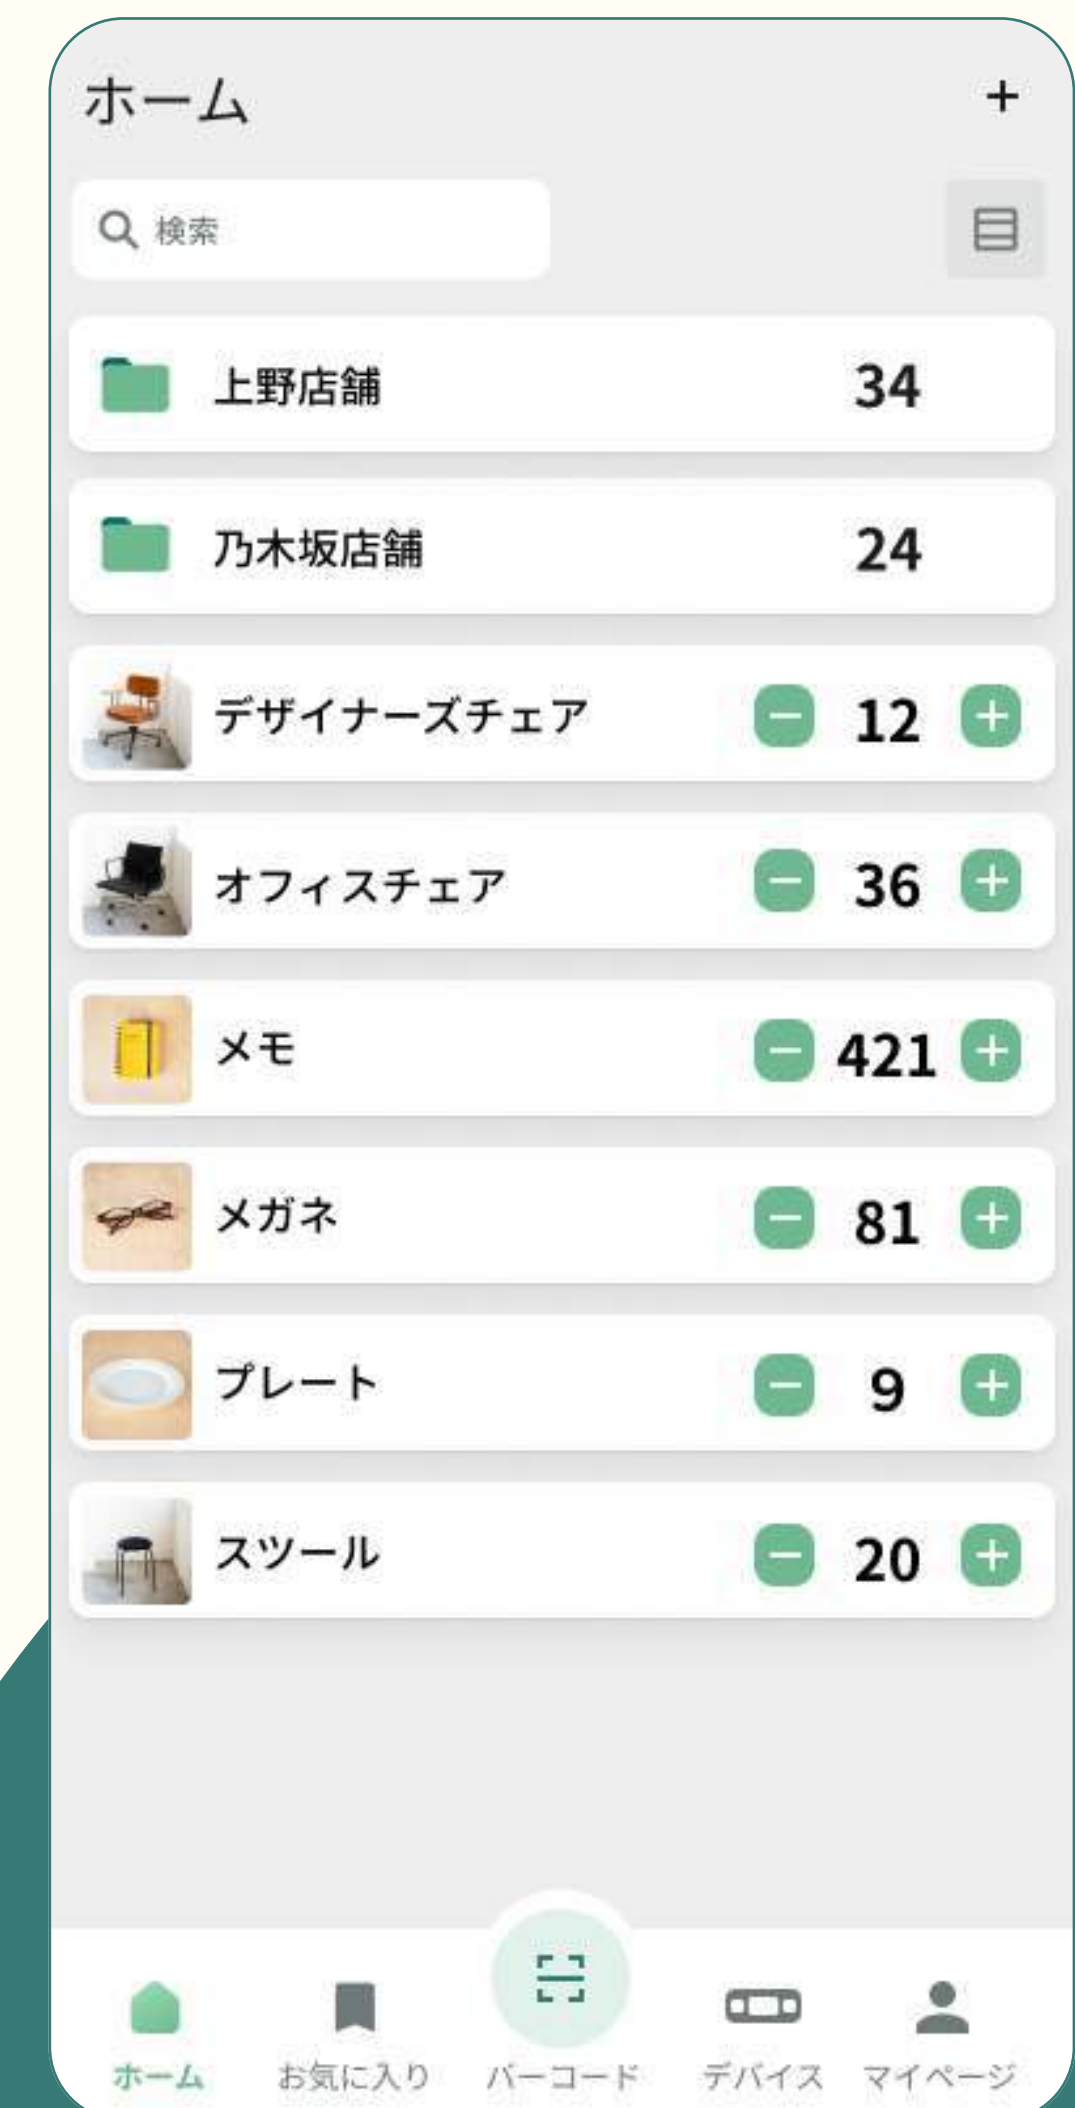 ホーム
+
検索
上野店舗 34
乃木坂店舗 24
デザイナーズチェア − 12 +
オフィスチェア − 36 +
メモ − 421 +
メガネ − 81 +
プレート − 9 +
スツール − 20 +
ホーム お気に入り バーコード デバイス マイページ